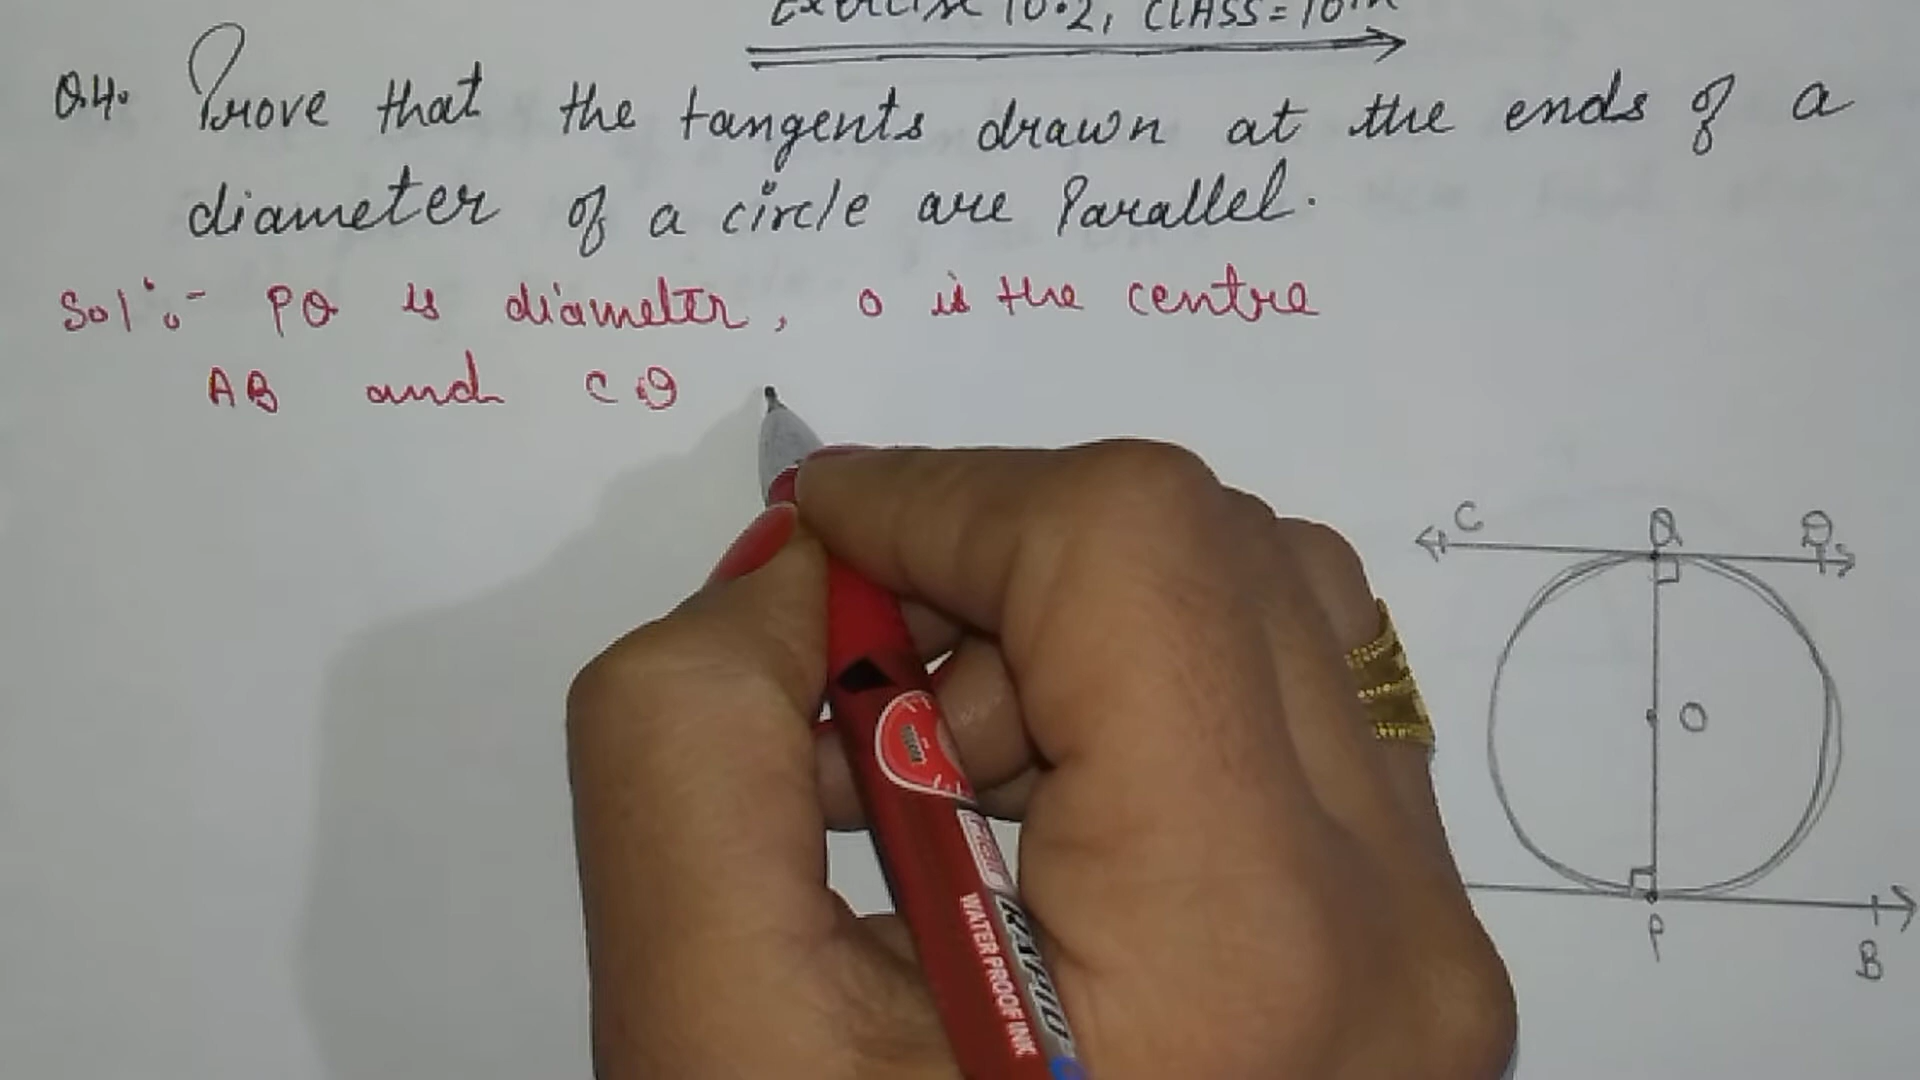 Exercise 10.2, CLASS = 10th
Q.4. Prove that the tangents drawn at the ends of a
diameter of a circle are Parallel.
Sol:- PQ is diameter, O is the centre
AB and CD
C Q D
O
P
B
WATER PROOF INK